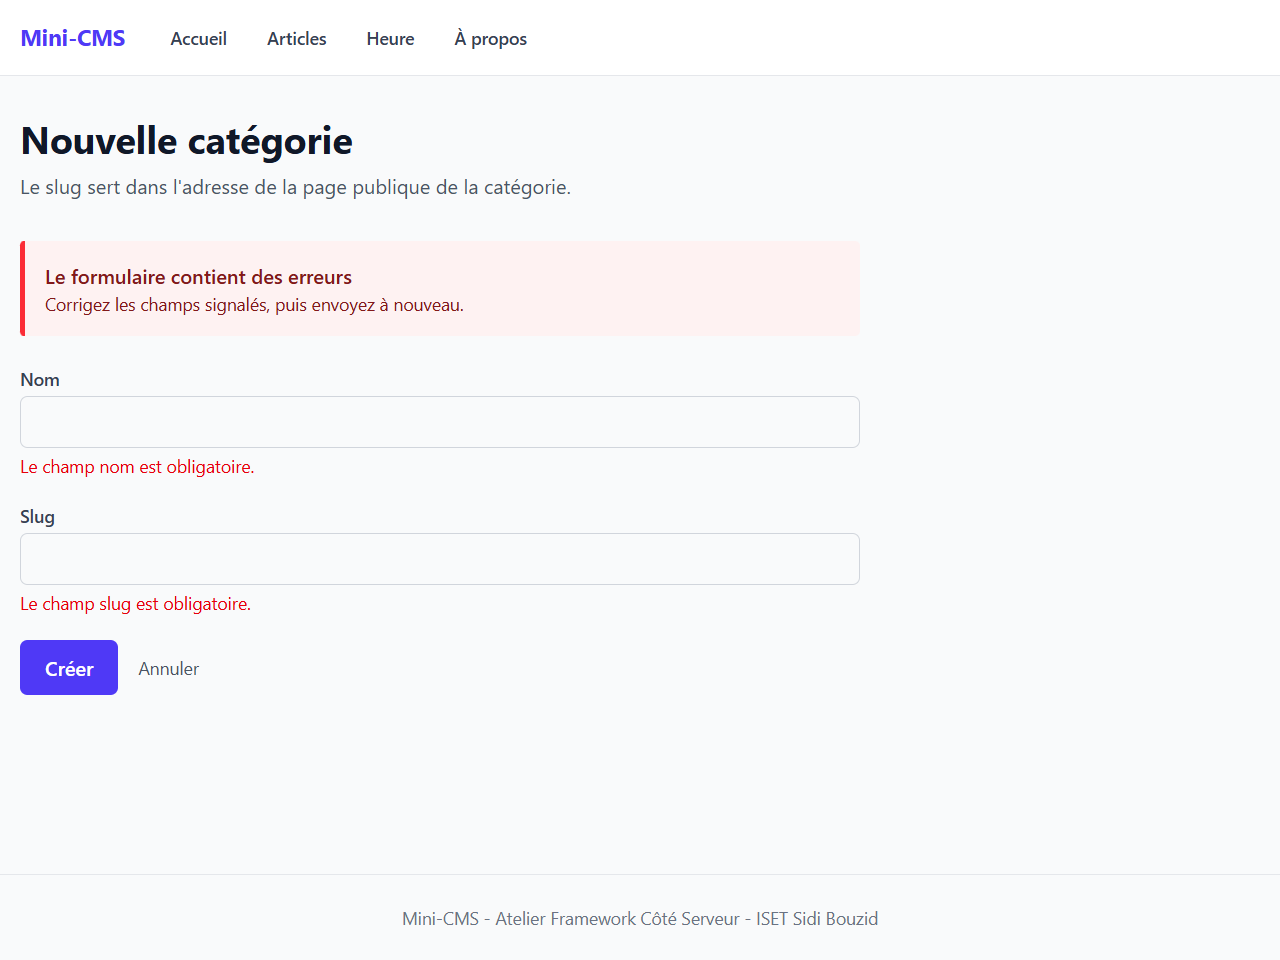 Mini-CMS Accueil Articles Heure À propos
Nouvelle catégorie
Le slug sert dans l'adresse de la page publique de la catégorie.
Le formulaire contient des erreurs
Corrigez les champs signalés, puis envoyez à nouveau.
Nom
Le champ nom est obligatoire.
Slug
Le champ slug est obligatoire.
Créer Annuler
Mini-CMS - Atelier Framework Côté Serveur - ISET Sidi Bouzid